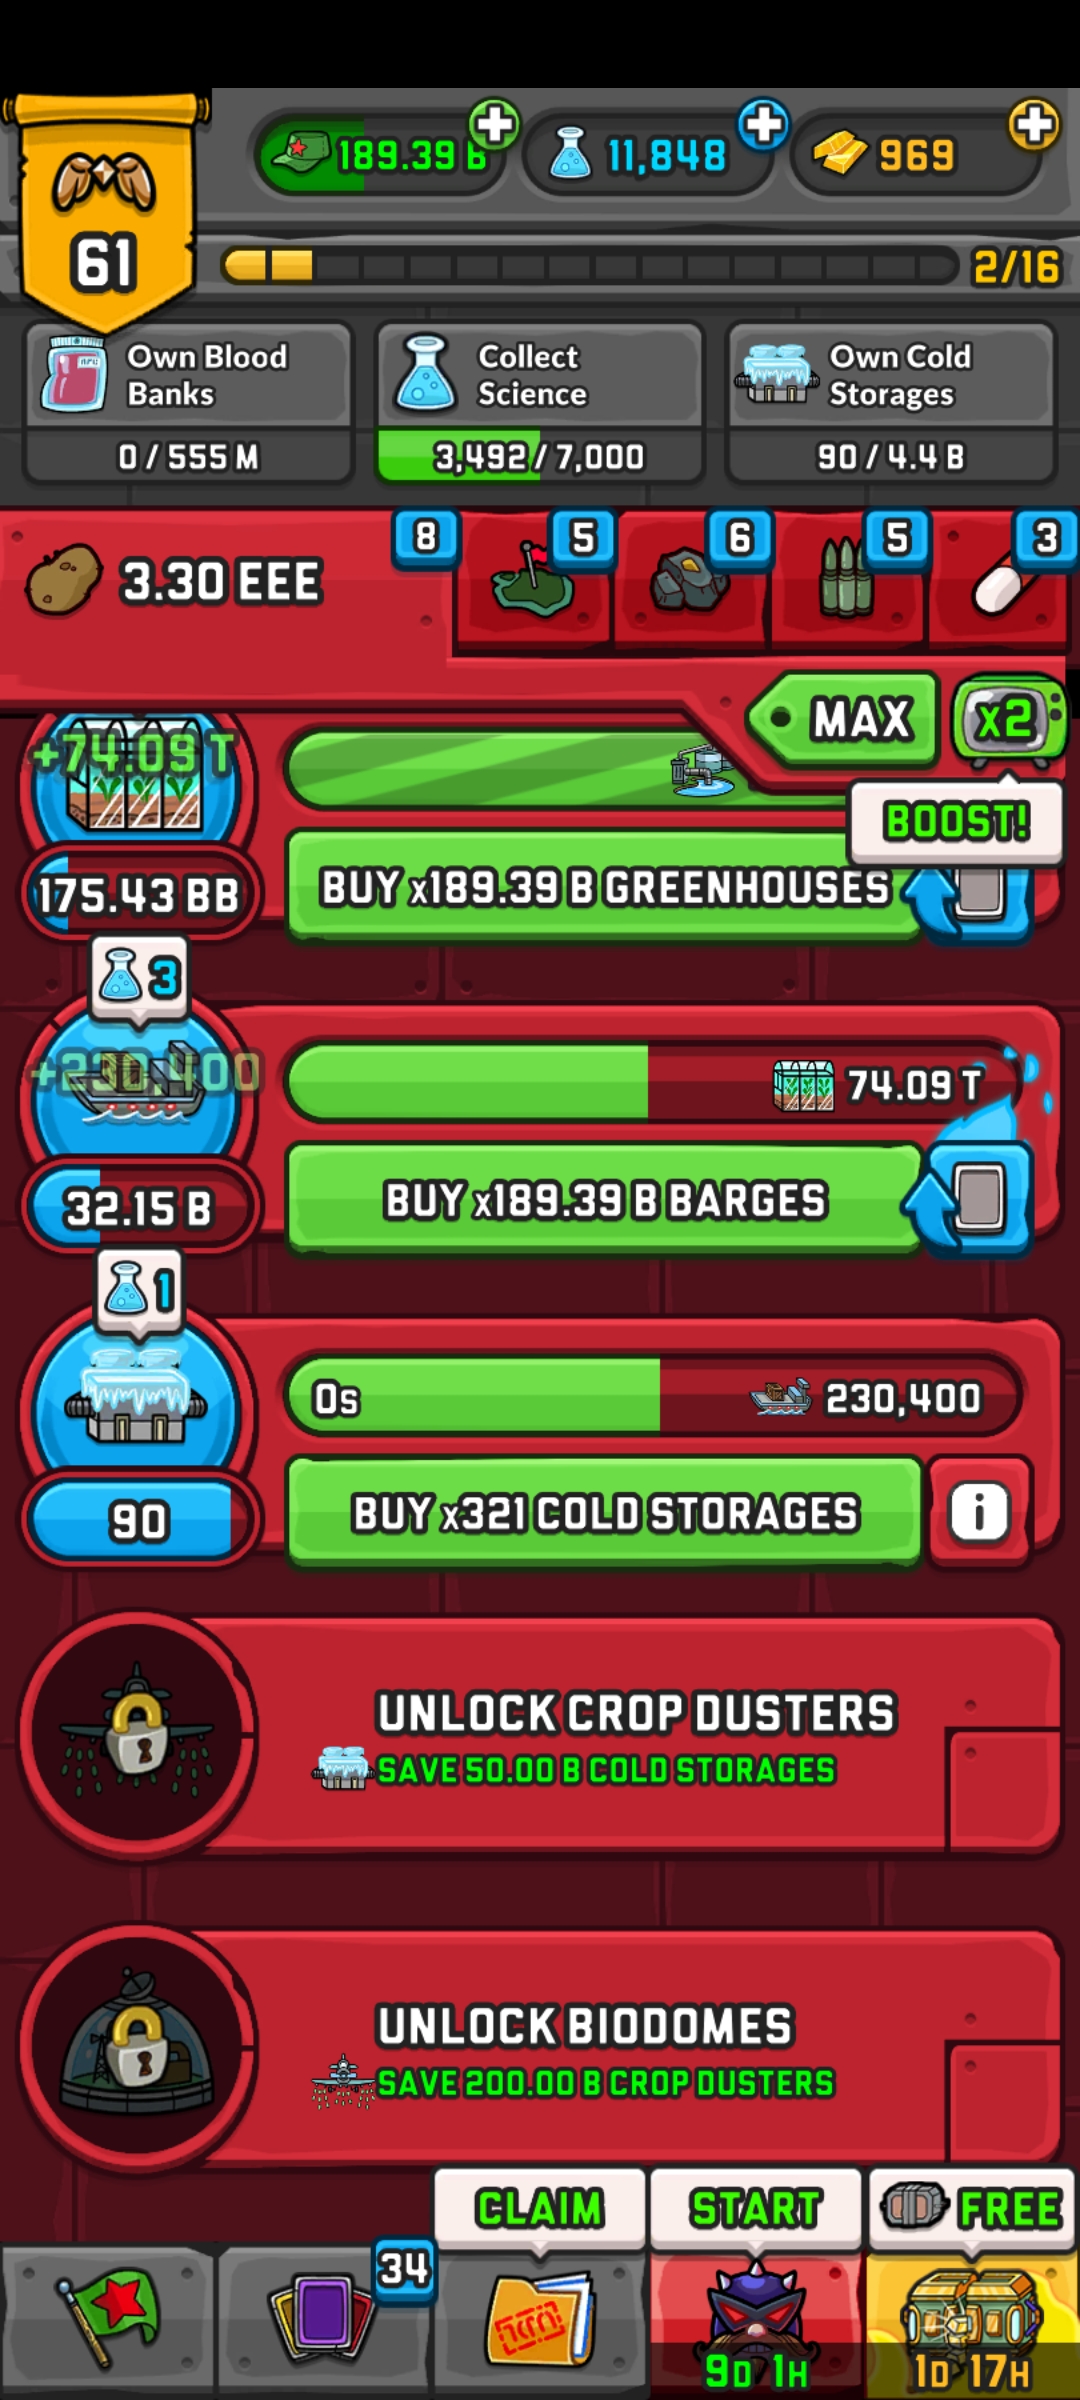 61
189.39 B
11,848
969
2/16
Own Blood
Banks
0 / 555 M
Collect
Science
3,492 / 7,000
Own Cold
Storages
90 / 4.4 B
3.30 EEE
8
5
6
5
3
MAX
x2
BOOST!
+74.09 T
175.43 BB
BUY x189.39 B GREENHOUSES
3
+230,400
74.09 T
32.15 B
BUY x189.39 B BARGES
1
0s
230,400
90
BUY x321 COLD STORAGES
i
UNLOCK CROP DUSTERS
SAVE 50.00 B COLD STORAGES
UNLOCK BIODOMES
SAVE 200.00 B CROP DUSTERS
CLAIM
START
FREE
34
9D 1H
1D 17H